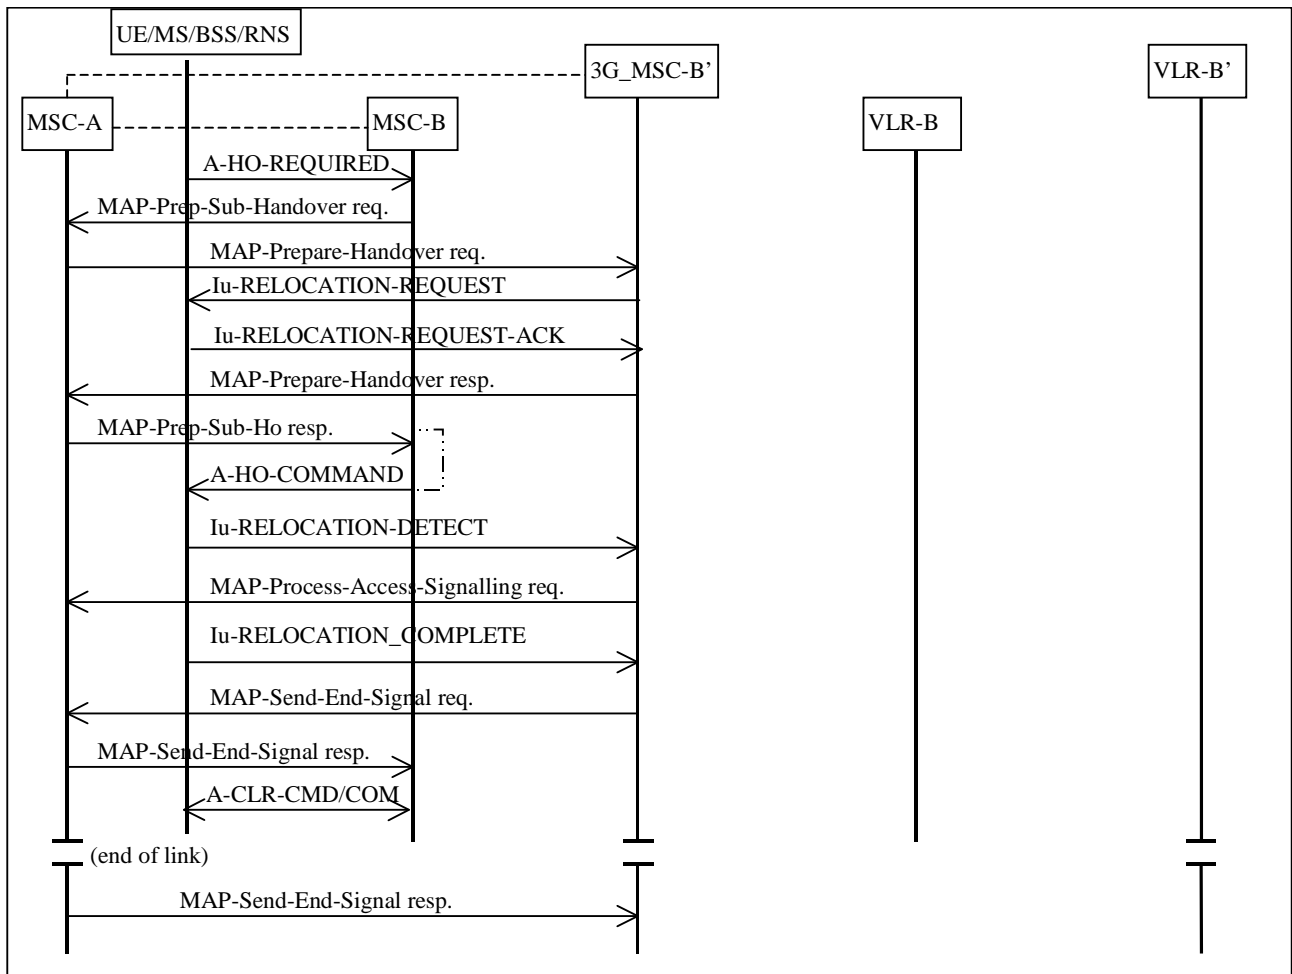 UE/MS/BSS/RNS
3G_MSC-B’
VLR-B’
MSC-A
MSC-B
VLR-B
A-HO-REQUIRED
MAP-Prep-Sub-Handover req.
MAP-Prepare-Handover req.
Iu-RELOCATION-REQUEST
Iu-RELOCATION-REQUEST-ACK
MAP-Prepare-Handover resp.
MAP-Prep-Sub-Ho resp.
A-HO-COMMAND
Iu-RELOCATION-DETECT
MAP-Process-Access-Signalling req.
Iu-RELOCATION_COMPLETE
MAP-Send-End-Signal req.
MAP-Send-End-Signal resp.
A-CLR-CMD/COM
(end of link)
MAP-Send-End-Signal resp.